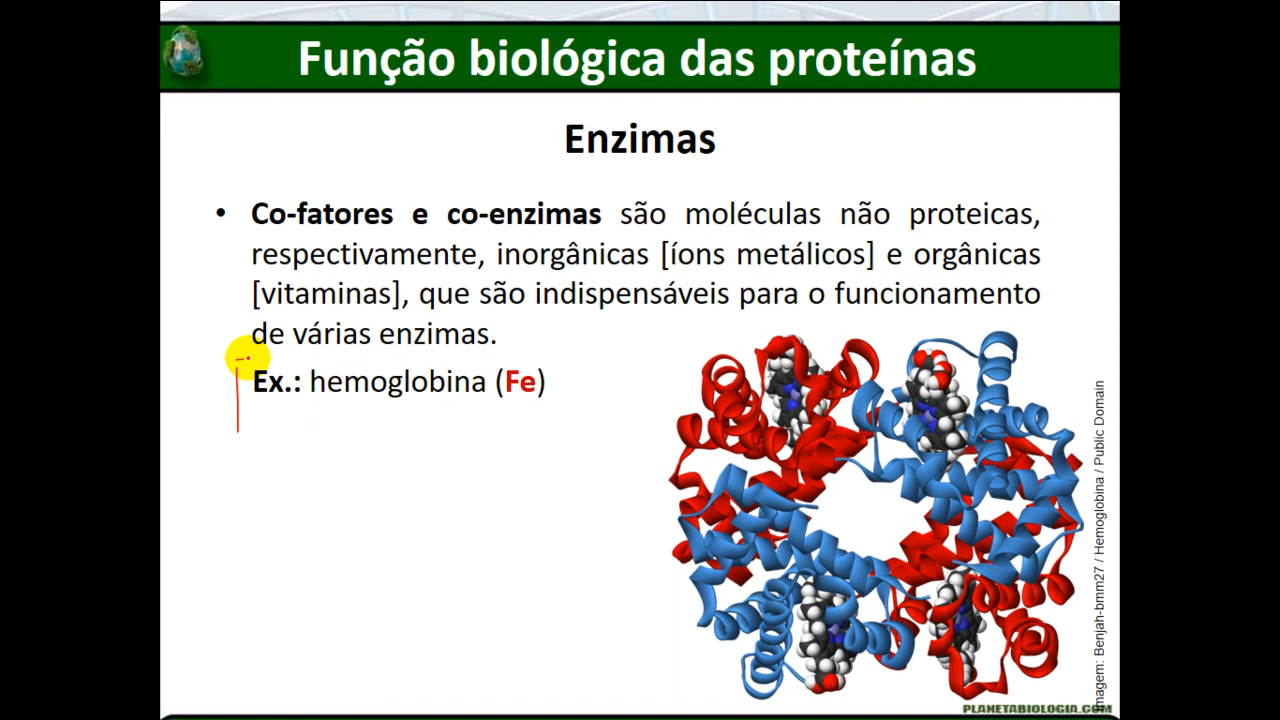 Função biológica das proteínas
Enzimas
• Co-fatores e co-enzimas são moléculas não proteicas,
respectivamente, inorgânicas [íons metálicos] e orgânicas
[vitaminas], que são indispensáveis para o funcionamento
de várias enzimas.
Ex.: hemoglobina (Fe)
Imagem: Benjah-bmm27 / Hemoglobina / Public Domain
PLANETABIOLOGIA.COM